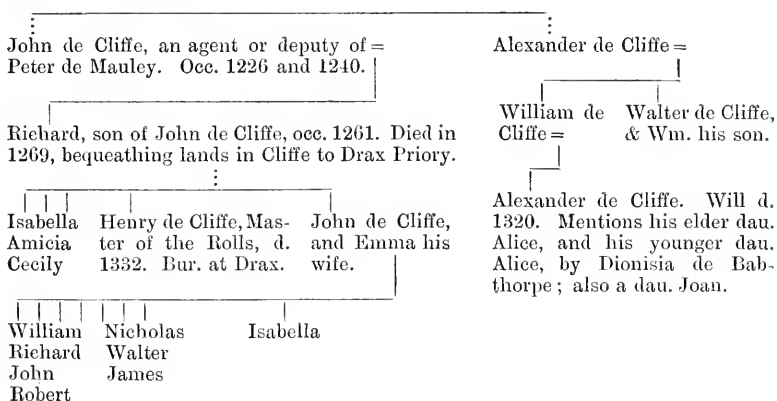 John de Cliffe, an agent or deputy of =
Peter de Mauley. Occ. 1226 and 1240.
Alexander de Cliffe =
William de
Cliffe =
Walter de Cliffe,
& Wm. his son.
Richard, son of John de Cliffe, occ. 1261. Died in
1269, bequeathing lands in Cliffe to Drax Priory.
Isabella
Amicia
Cecily
Henry de Cliffe, Mas-
ter of the Rolls, d.
1332. Bur. at Drax.
John de Cliffe,
and Emma his
wife.
Alexander de Cliffe. Will d.
1320. Mentions his elder dau.
Alice, and his younger dau.
Alice, by Dionisia de Bab-
thorpe; also a dau. Joan.
William
Richard
John
Robert
Nicholas
Walter
James
Isabella